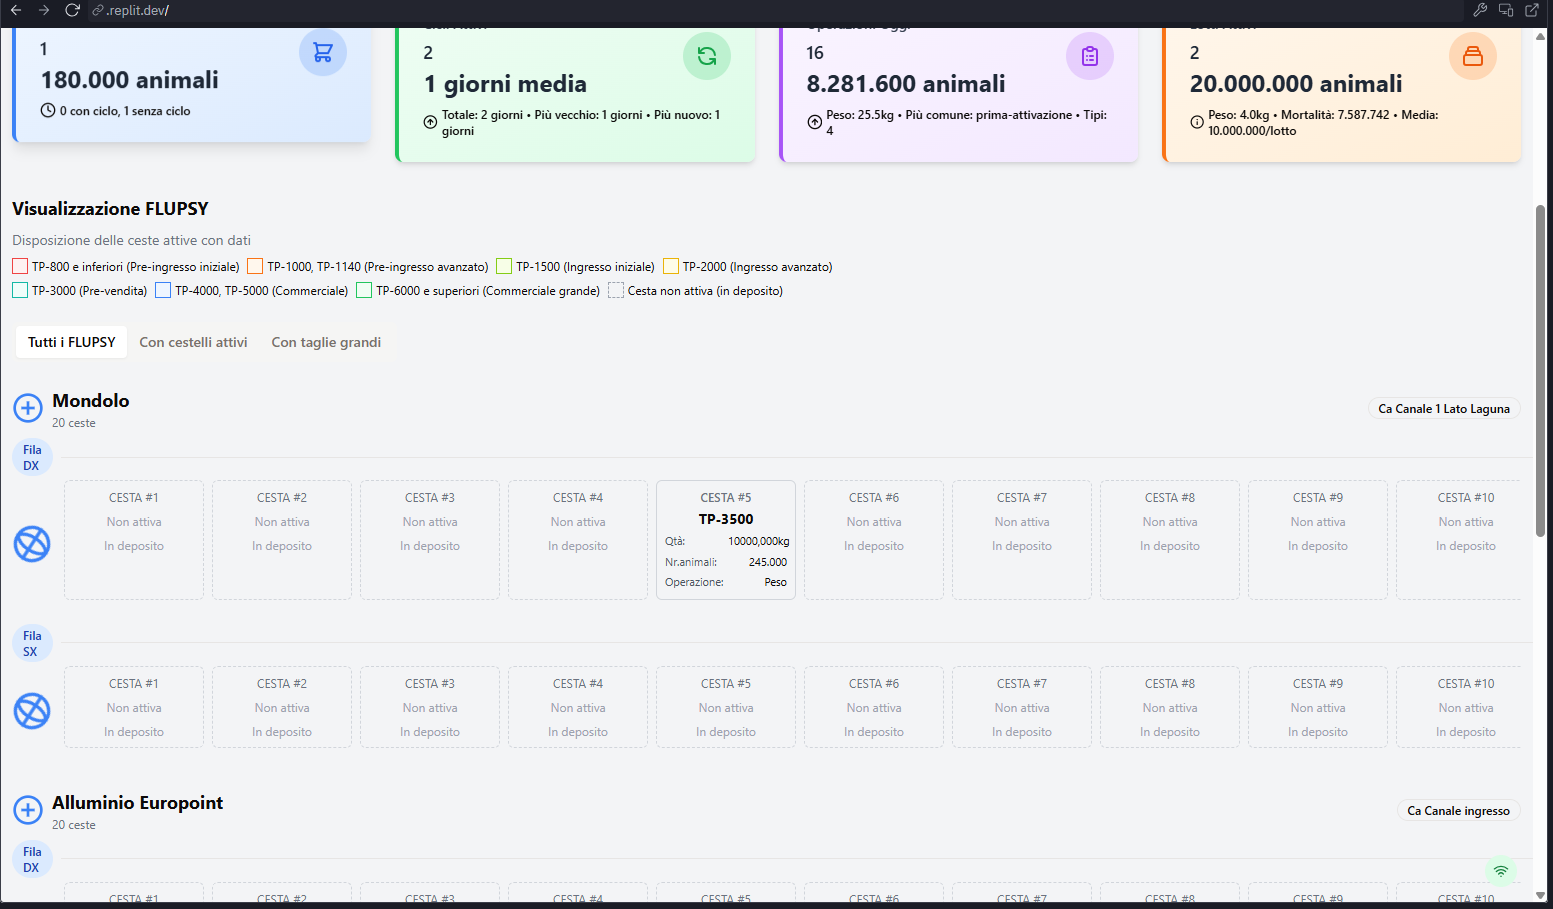 .replit.dev/
1
180.000 animali
0 con ciclo, 1 senza ciclo
2
1 giorni media
Totale: 2 giorni • Più vecchio: 1 giorni • Più nuovo: 1
giorni
16
8.281.600 animali
Peso: 25.5kg • Più comune: prima-attivazione • Tipi:
4
2
20.000.000 animali
Peso: 4.0kg • Mortalità: 7.587.742 • Media:
10.000.000/lotto
Visualizzazione FLUPSY
Disposizione delle ceste attive con dati
TP-800 e inferiori (Pre-ingresso iniziale) TP-1000, TP-1140 (Pre-ingresso avanzato) TP-1500 (Ingresso iniziale) TP-2000 (Ingresso avanzato)
TP-3000 (Pre-vendita) TP-4000, TP-5000 (Commerciale) TP-6000 e superiori (Commerciale grande) Cesta non attiva (in deposito)
Tutti i FLUPSY Con cestelli attivi Con taglie grandi
Mondolo
20 ceste
Ca Canale 1 Lato Laguna
Fila
DX
CESTA #1
Non attiva
In deposito
CESTA #2
Non attiva
In deposito
CESTA #3
Non attiva
In deposito
CESTA #4
Non attiva
In deposito
CESTA #5
TP-3500
Qtà: 10000,000kg
Nr.animali: 245.000
Operazione: Peso
CESTA #6
Non attiva
In deposito
CESTA #7
Non attiva
In deposito
CESTA #8
Non attiva
In deposito
CESTA #9
Non attiva
In deposito
CESTA #10
Non attiva
In deposito
Fila
SX
CESTA #1
Non attiva
In deposito
CESTA #2
Non attiva
In deposito
CESTA #3
Non attiva
In deposito
CESTA #4
Non attiva
In deposito
CESTA #5
Non attiva
In deposito
CESTA #6
Non attiva
In deposito
CESTA #7
Non attiva
In deposito
CESTA #8
Non attiva
In deposito
CESTA #9
Non attiva
In deposito
CESTA #10
Non attiva
In deposito
Alluminio Europoint
20 ceste
Ca Canale ingresso
Fila
DX
CESTA #1 CESTA #2 CESTA #3 CESTA #4 CESTA #5 CESTA #6 CESTA #7 CESTA #8 CESTA #9 CESTA #10